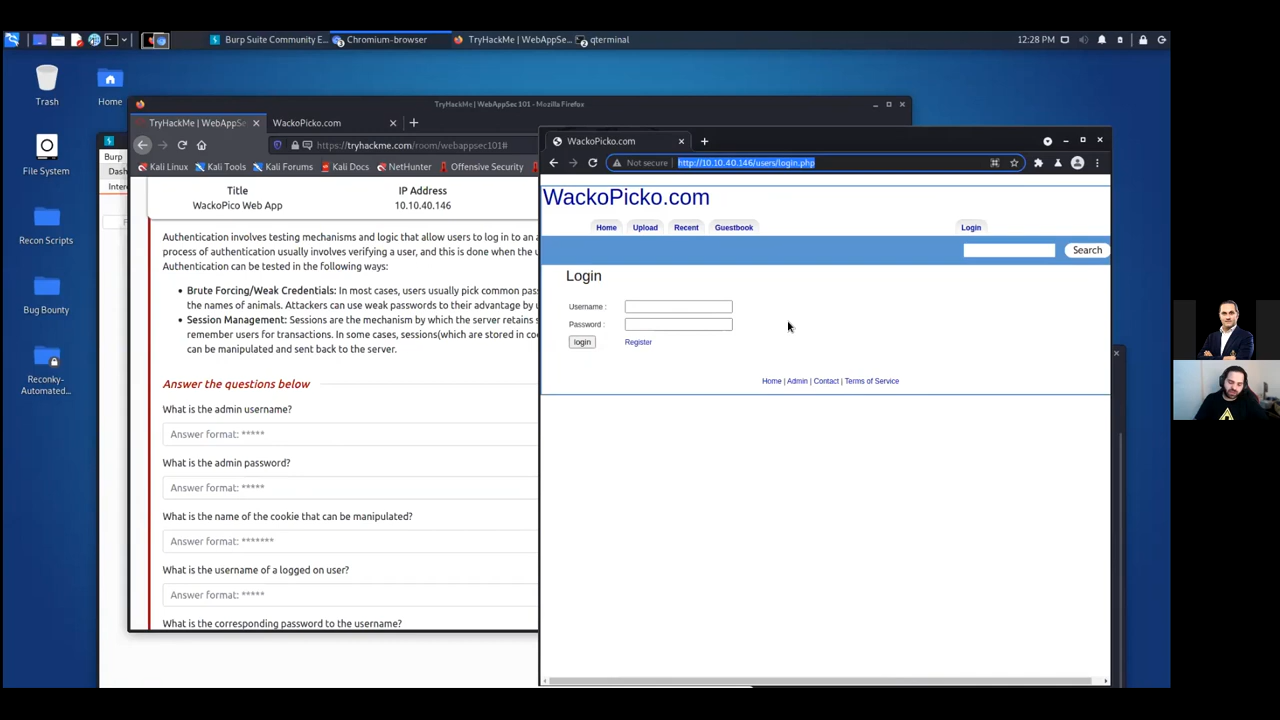 Burp Suite Community E...
Chromium-browser
TryHackMe | WebAppSe...
qterminal
12:28 PM
Trash
Home
File System
Recon Scripts
Bug Bounty
Reconky-
Automated...
TryHackMe | WebAppSec101 - Mozilla Firefox
TryHackMe | WebAppSe
WackoPicko.com
https://tryhackme.com/room/webappsec101#
Kali Linux
Kali Tools
Kali Forums
Kali Docs
NetHunter
Offensive Security
Burp
Dash
Inter
Title
IP Address
WackoPico Web App
10.10.40.146
Authentication involves testing mechanisms and logic that allow users to log in to an
process of authentication usually involves verifying a user, and this is done when the
Authentication can be tested in the following ways:
• Brute Forcing/Weak Credentials: In most cases, users usually pick common pas
the names of animals. Attackers can use weak passwords to their advantage by
• Session Management: Sessions are the mechanism by which the server retains
remember users for transactions. In some cases, sessions(which are stored in coo
can be manipulated and sent back to the server.
Answer the questions below
What is the admin username?
Answer format: *****
What is the admin password?
Answer format: *****
What is the name of the cookie that can be manipulated?
Answer format: *******
What is the username of a logged on user?
Answer format: *****
What is the corresponding password to the username?
WackoPicko.com
Not secure
http://10.10.40.146/users/login.php
WackoPicko.com
Home
Upload
Recent
Guestbook
Login
Search
Login
Username :
Password :
login
Register
Home | Admin | Contact | Terms of Service